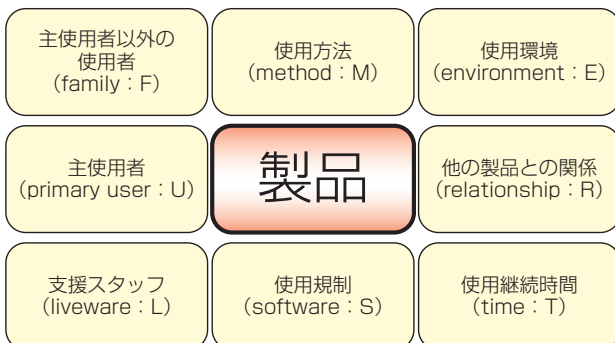 主使用者以外の
使用者
(family：F)
使用方法
(method：M)
使用環境
(environment：E)
主使用者
(primary user：U)
製品
他の製品との関係
(relationship：R)
支援スタッフ
(liveware：L)
使用規制
(software：S)
使用継続時間
(time：T)